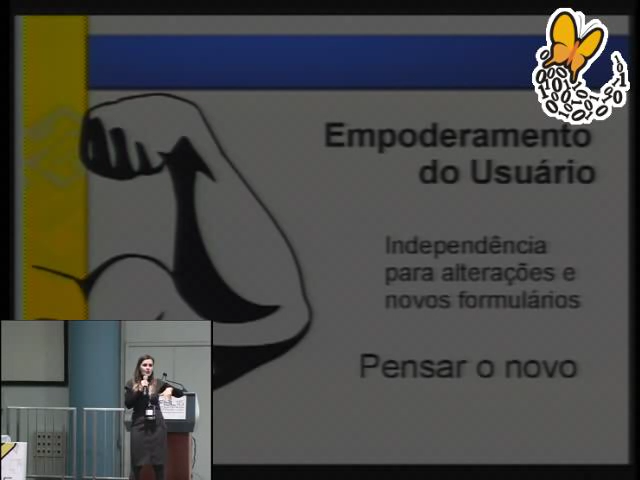 Empoderamento
do Usuário
Independência
para alterações e
novos formulários
Pensar o novo